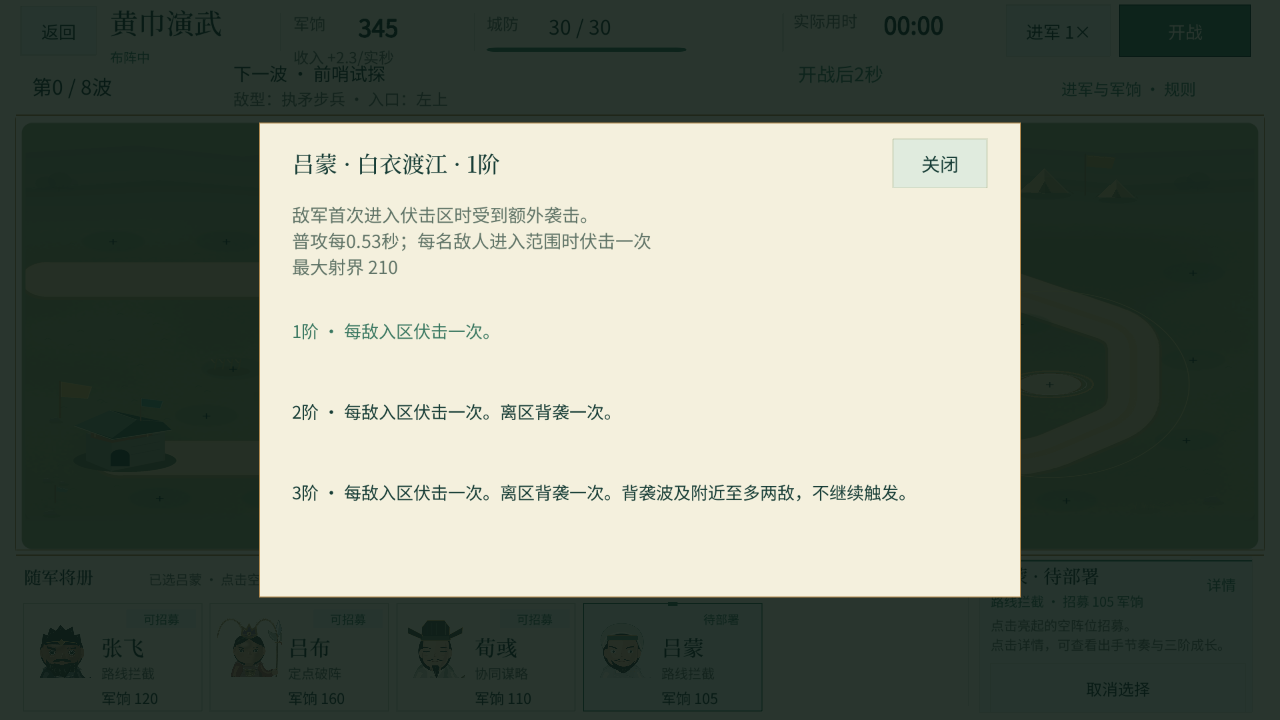 返回
黄巾演武
布阵中
军饷
345
收入 +2.3/实秒
城防
30 / 30
实际用时
00:00
进军 1×
开战
第0 / 8波
下一波 · 前哨试探
敌型：执矛步兵 · 入口：左上
开战后2秒
进军与军饷 · 规则
吕蒙 · 白衣渡江 · 1阶
关闭
敌军首次进入伏击区时受到额外袭击。
普攻每0.53秒；每名敌人进入范围时伏击一次
最大射界 210
1阶 · 每敌入区伏击一次。
2阶 · 每敌入区伏击一次。离区背袭一次。
3阶 · 每敌入区伏击一次。离区背袭一次。背袭波及附近至多两敌，不继续触发。
随军将册
已选吕蒙 · 点击空
可招募
张飞
路线拦截
军饷 120
可招募
吕布
定点破阵
军饷 160
可招募
荀彧
协同谋略
军饷 110
待部署
吕蒙
路线拦截
军饷 105
· 待部署
详情
路线拦截 · 招募 105 军饷
点击亮起的空阵位招募。
点击详情，可查看出手节奏与三阶成长。
取消选择